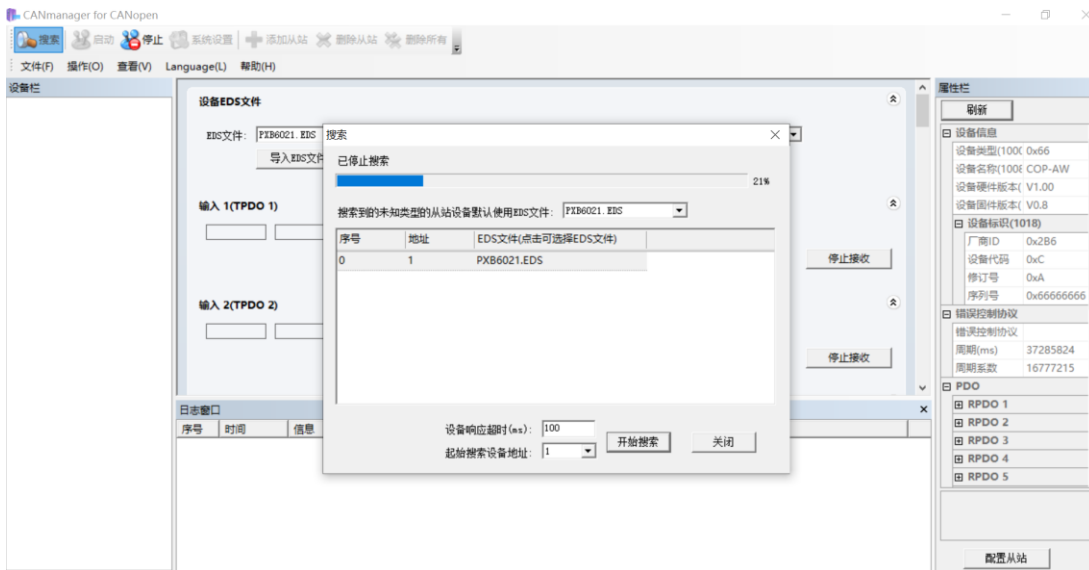 CANmanager for CANopen
搜索 启动 停止 系统设置 添加从站 删除从站 删除所有
文件(F) 操作(O) 查看(V) Language(L) 帮助(H)
设备栏
设备EDS文件
EDS文件: PXB6021.EDS
导入EDS文件
输入 1(TPDO 1)
停止接收
输入 2(TPDO 2)
停止接收
日志窗口
序号 时间 信息
搜索
已停止搜索
21%
搜索到的未知类型的从站设备默认使用EDS文件: PXB6021.EDS
序号 地址 EDS文件(点击可选择EDS文件)
0 1 PXB6021.EDS
设备响应超时(ms): 100
起始搜索设备地址: 1
开始搜索 关闭
属性栏
刷新
设备信息
设备类型(100C 0x66
设备名称(1008 COP-AW
设备硬件版本( V1.00
设备固件版本( V0.8
设备标识(1018)
厂商ID 0x2B6
设备代码 0xC
修订号 0xA
序列号 0x66666666
错误控制协议
错误控制协议
周期(ms) 37285824
周期系数 16777215
PDO
RPDO 1
RPDO 2
RPDO 3
RPDO 4
RPDO 5
配置从站